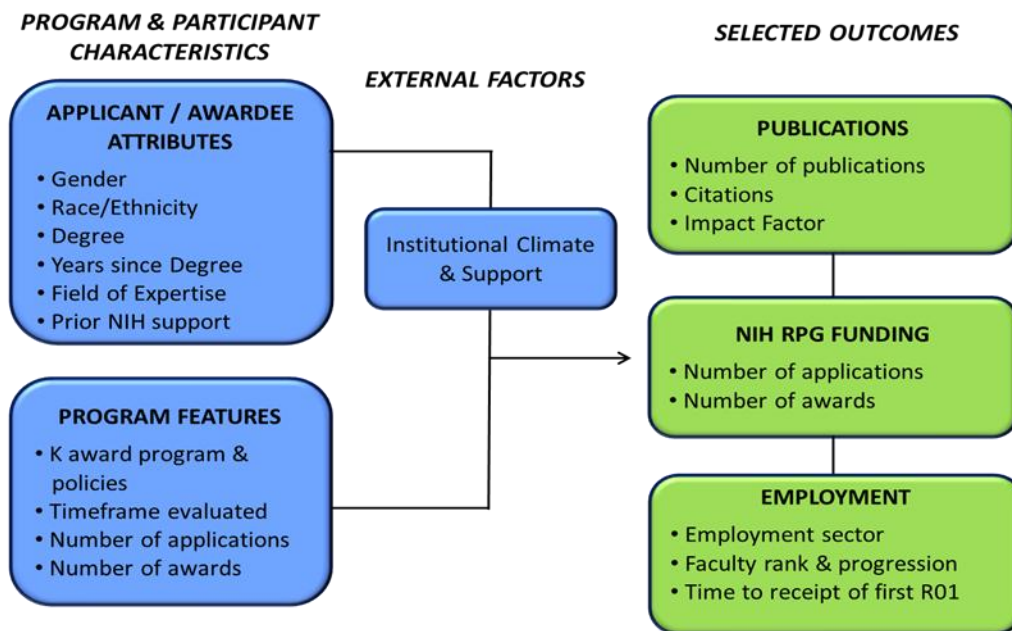 PROGRAM & PARTICIPANT
CHARACTERISTICS
APPLICANT / AWARDEE
ATTRIBUTES
• Gender
• Race/Ethnicity
• Degree
• Years since Degree
• Field of Expertise
• Prior NIH support
PROGRAM FEATURES
• K award program &
policies
• Timeframe evaluated
• Number of applications
• Number of awards
EXTERNAL FACTORS
Institutional Climate
& Support
SELECTED OUTCOMES
PUBLICATIONS
• Number of publications
• Citations
• Impact Factor
NIH RPG FUNDING
• Number of applications
• Number of awards
EMPLOYMENT
• Employment sector
• Faculty rank & progression
• Time to receipt of first R01